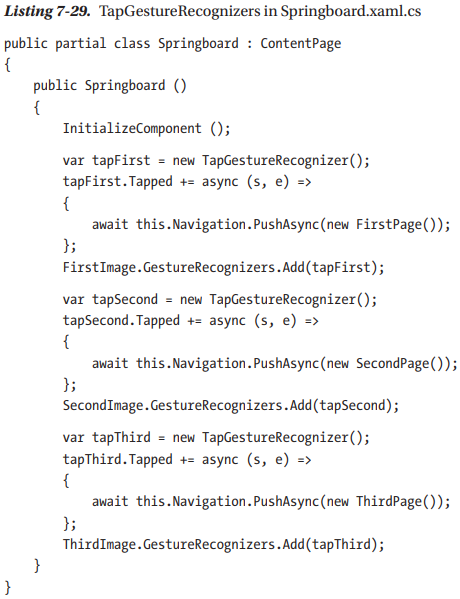 Listing 7-29. TapGestureRecognizers in Springboard.xaml.cs
public partial class Springboard : ContentPage
{
    public Springboard ()
    {
        InitializeComponent ();
        var tapFirst = new TapGestureRecognizer();
        tapFirst.Tapped += async (s, e) =>
        {
            await this.Navigation.PushAsync(new FirstPage());
        };
        FirstImage.GestureRecognizers.Add(tapFirst);
        var tapSecond = new TapGestureRecognizer();
        tapSecond.Tapped += async (s, e) =>
        {
            await this.Navigation.PushAsync(new SecondPage());
        };
        SecondImage.GestureRecognizers.Add(tapSecond);
        var tapThird = new TapGestureRecognizer();
        tapThird.Tapped += async (s, e) =>
        {
            await this.Navigation.PushAsync(new ThirdPage());
        };
        ThirdImage.GestureRecognizers.Add(tapThird);
    }
}